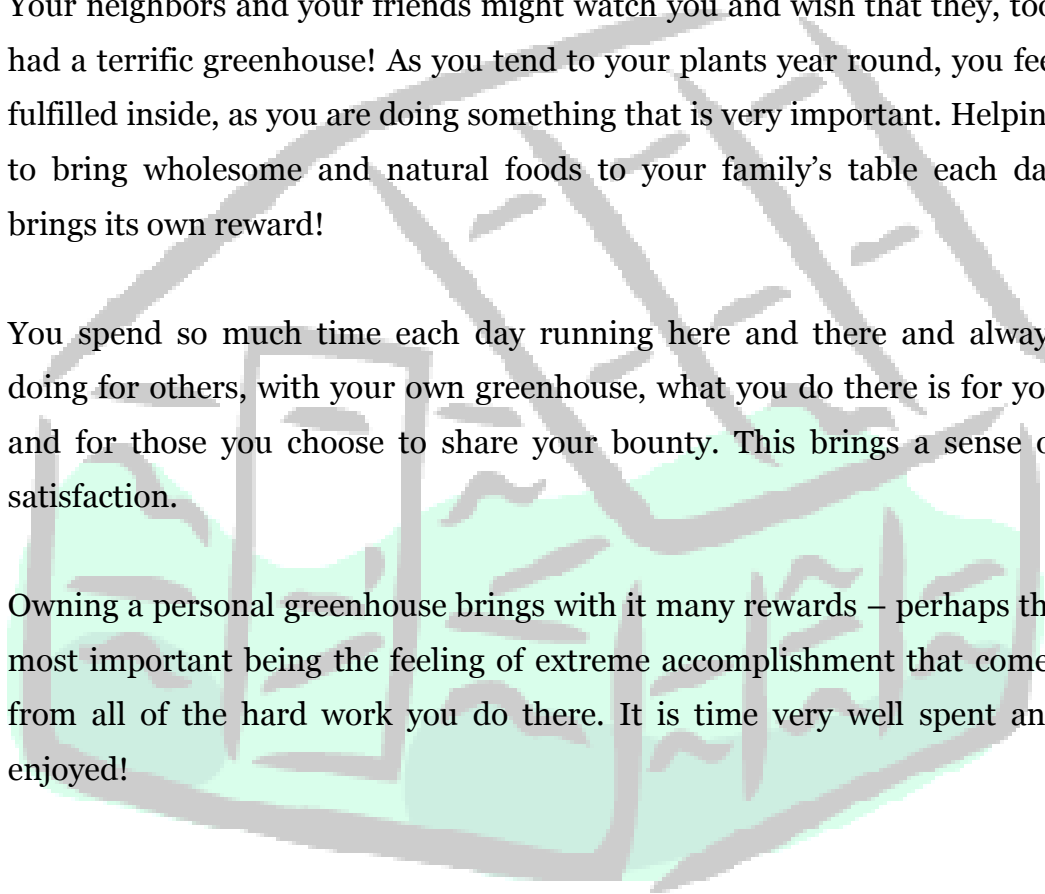 Your neighbors and your friends might watch you and wish that they, too
had a terrific greenhouse! As you tend to your plants year round, you fee
fulfilled inside, as you are doing something that is very important. Helpin
to bring wholesome and natural foods to your family’s table each da
brings its own reward!
You spend so much time each day running here and there and alway
doing for others, with your own greenhouse, what you do there is for yo
and for those you choose to share your bounty. This brings a sense o
satisfaction.
Owning a personal greenhouse brings with it many rewards – perhaps th
most important being the feeling of extreme accomplishment that come
from all of the hard work you do there. It is time very well spent an
enjoyed!